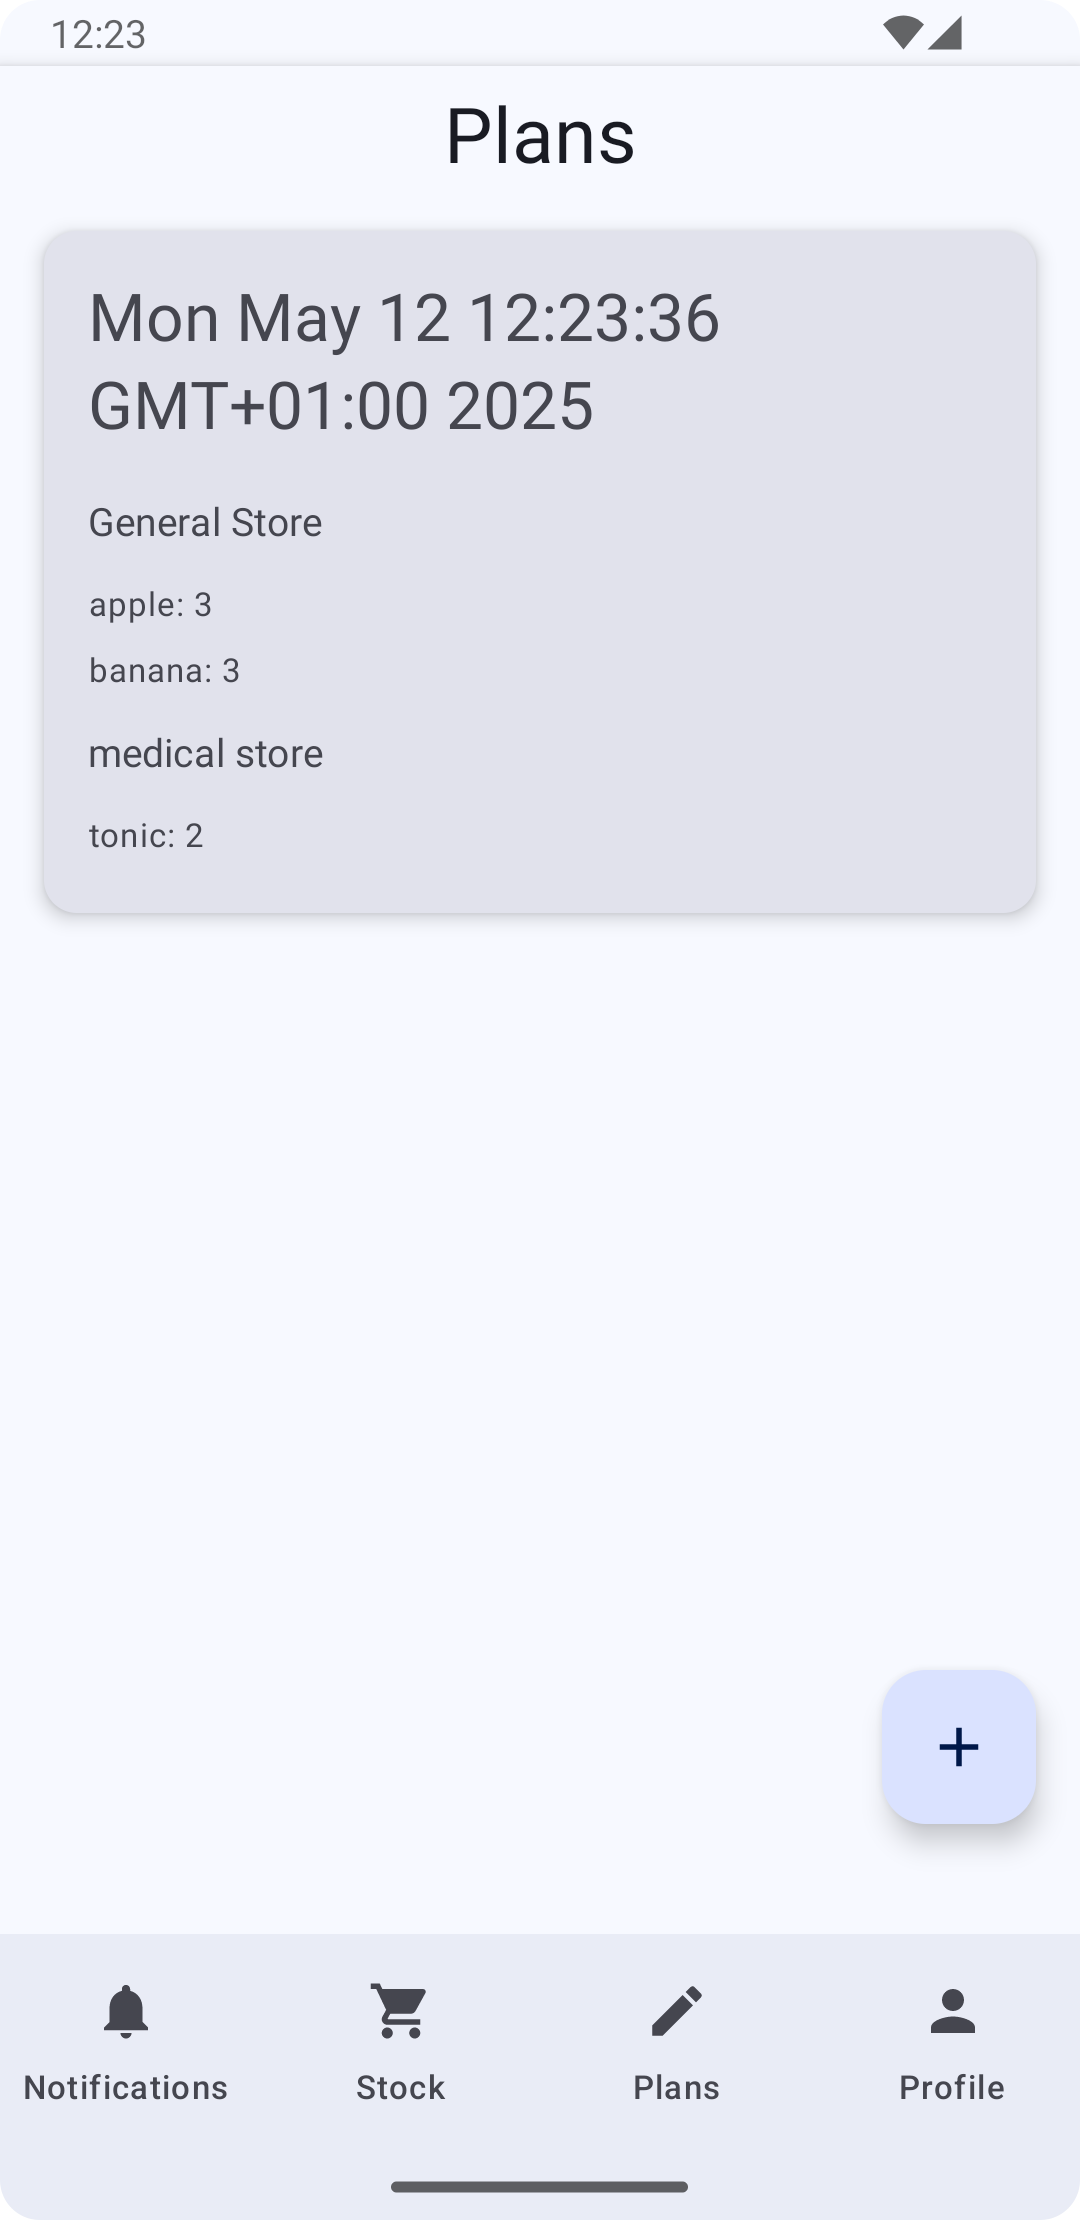 12:23
Plans
Mon May 12 12:23:36
GMT+01:00 2025
General Store
apple: 3
banana: 3
medical store
tonic: 2
Notifications
Stock
Plans
Profile